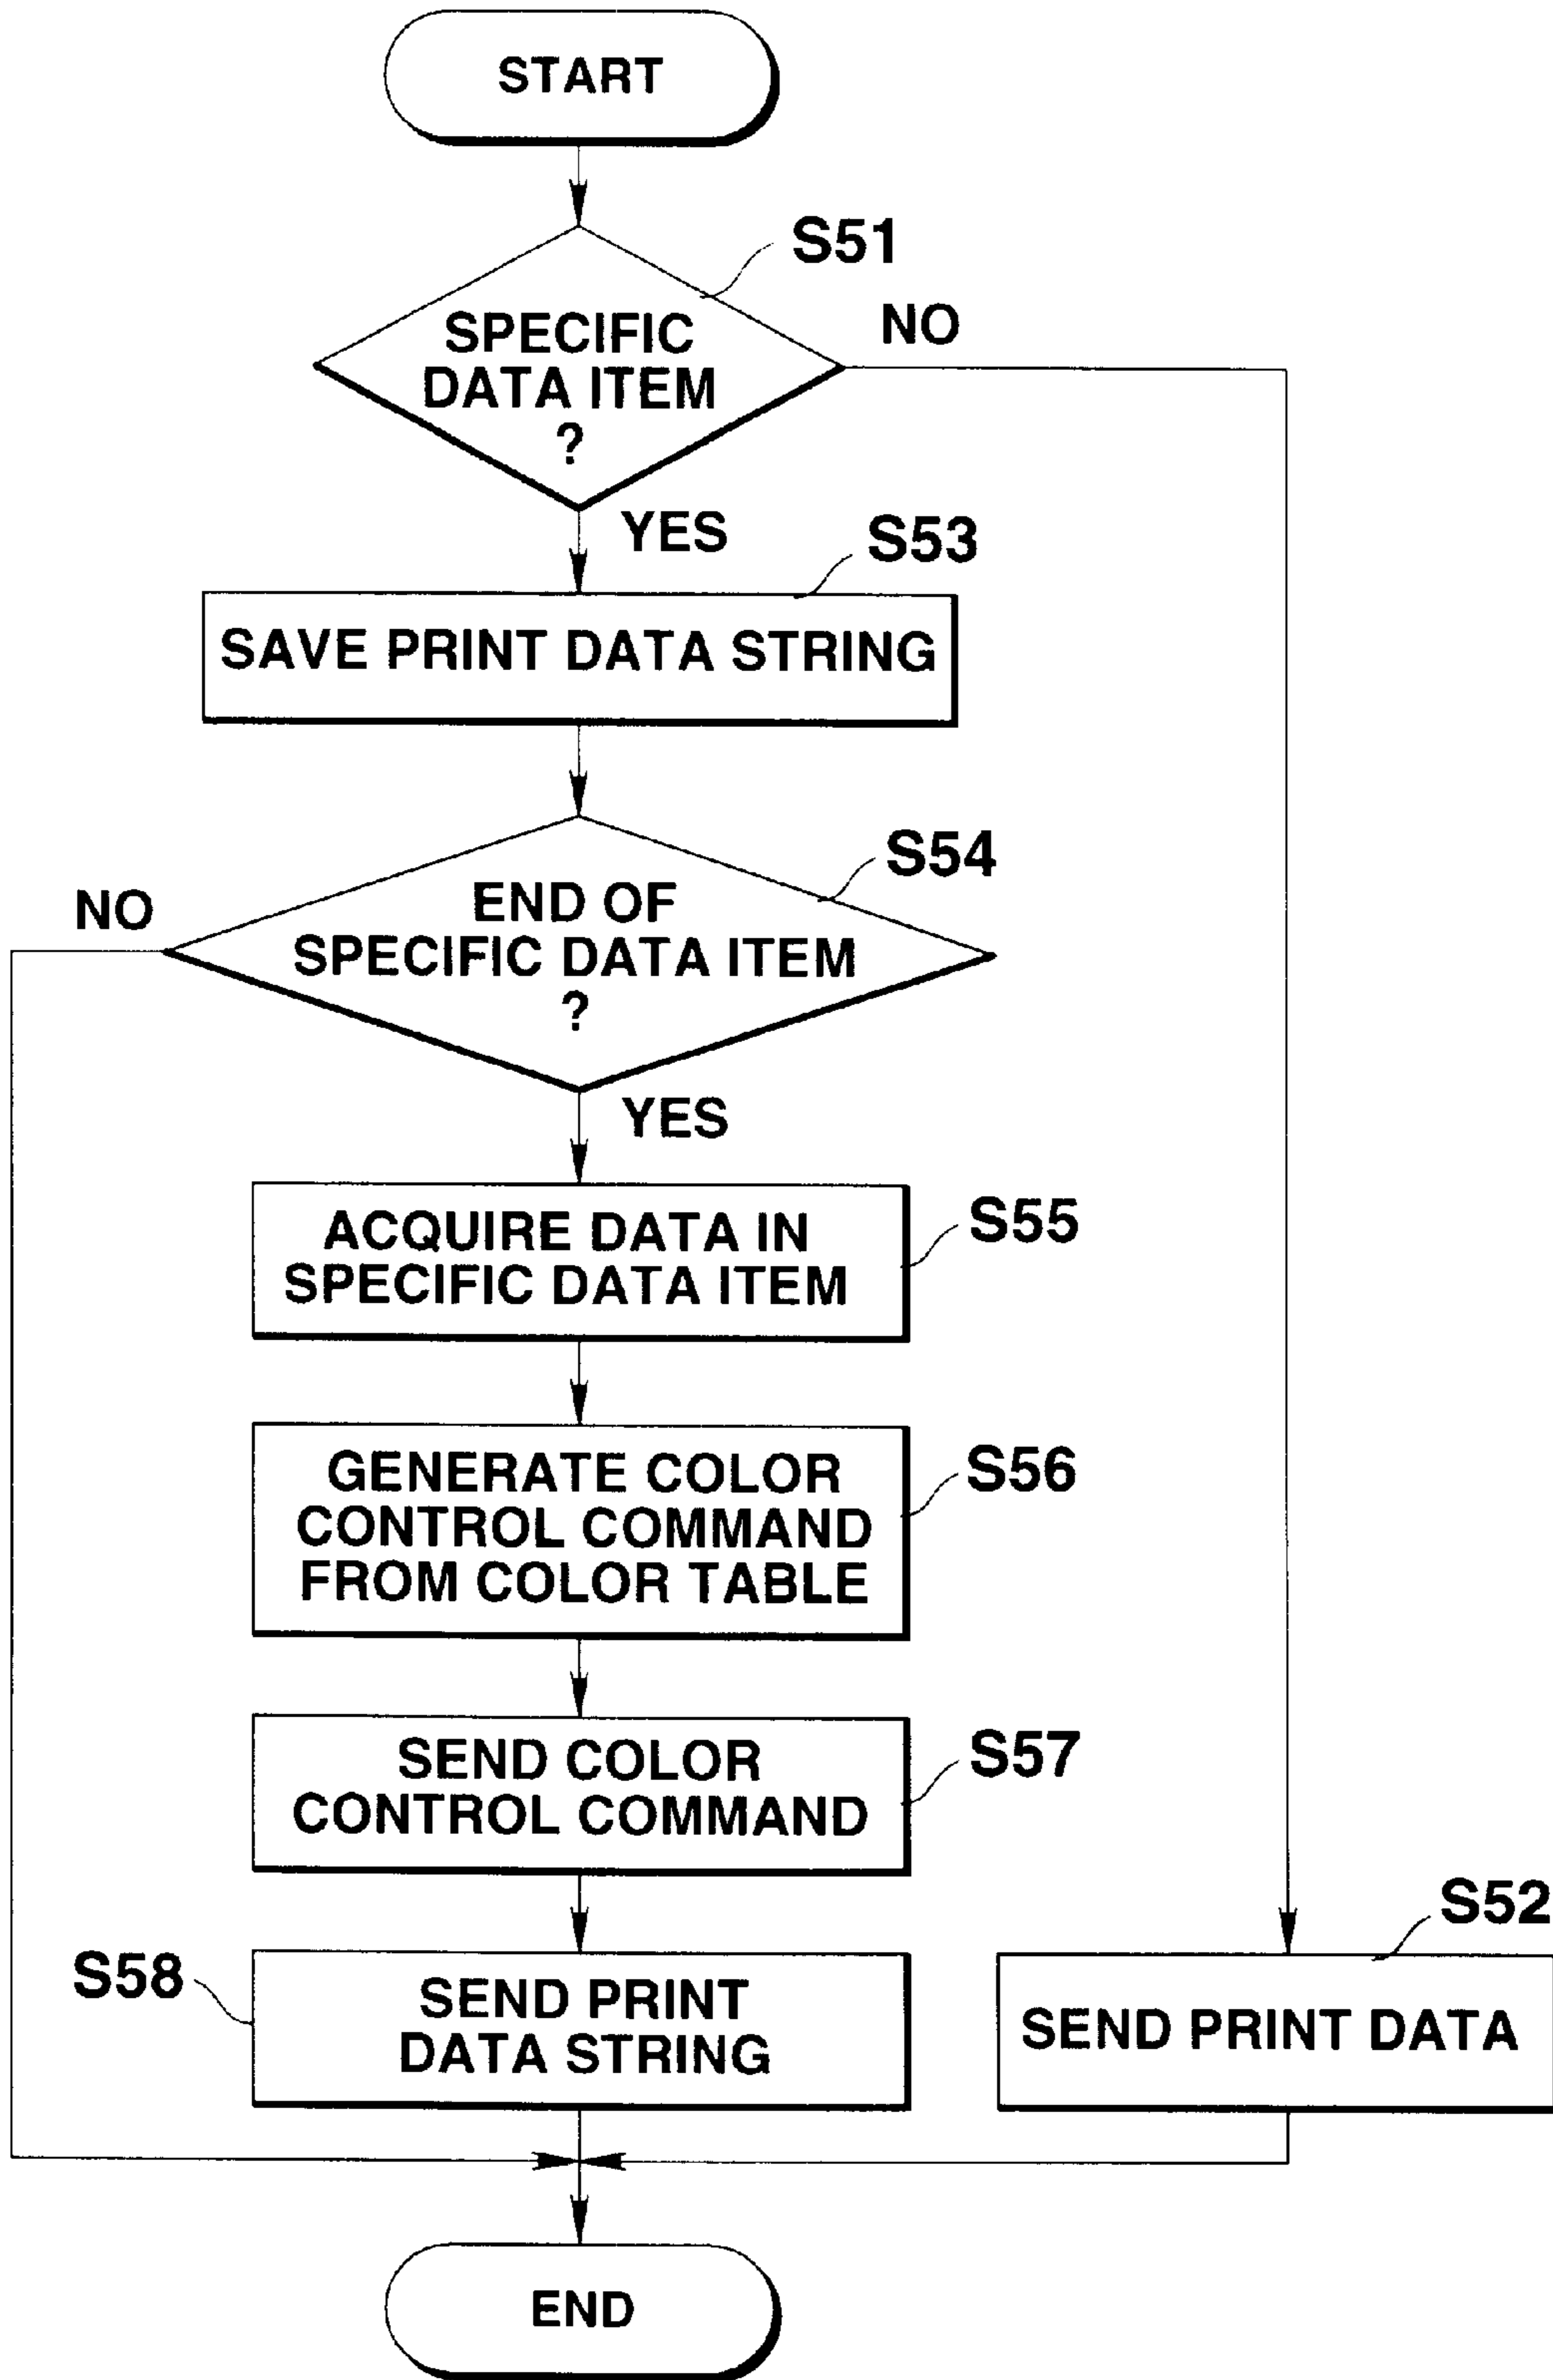 START
S51
SPECIFIC
DATA ITEM
?
NO
YES
S53
SAVE PRINT DATA STRING
S54
NO
END OF
SPECIFIC DATA ITEM
?
YES
S55
ACQUIRE DATA IN
SPECIFIC DATA ITEM
S56
GENERATE COLOR
CONTROL COMMAND
FROM COLOR TABLE
S57
SEND COLOR
CONTROL COMMAND
S58
SEND PRINT
DATA STRING
S52
SEND PRINT DATA
END